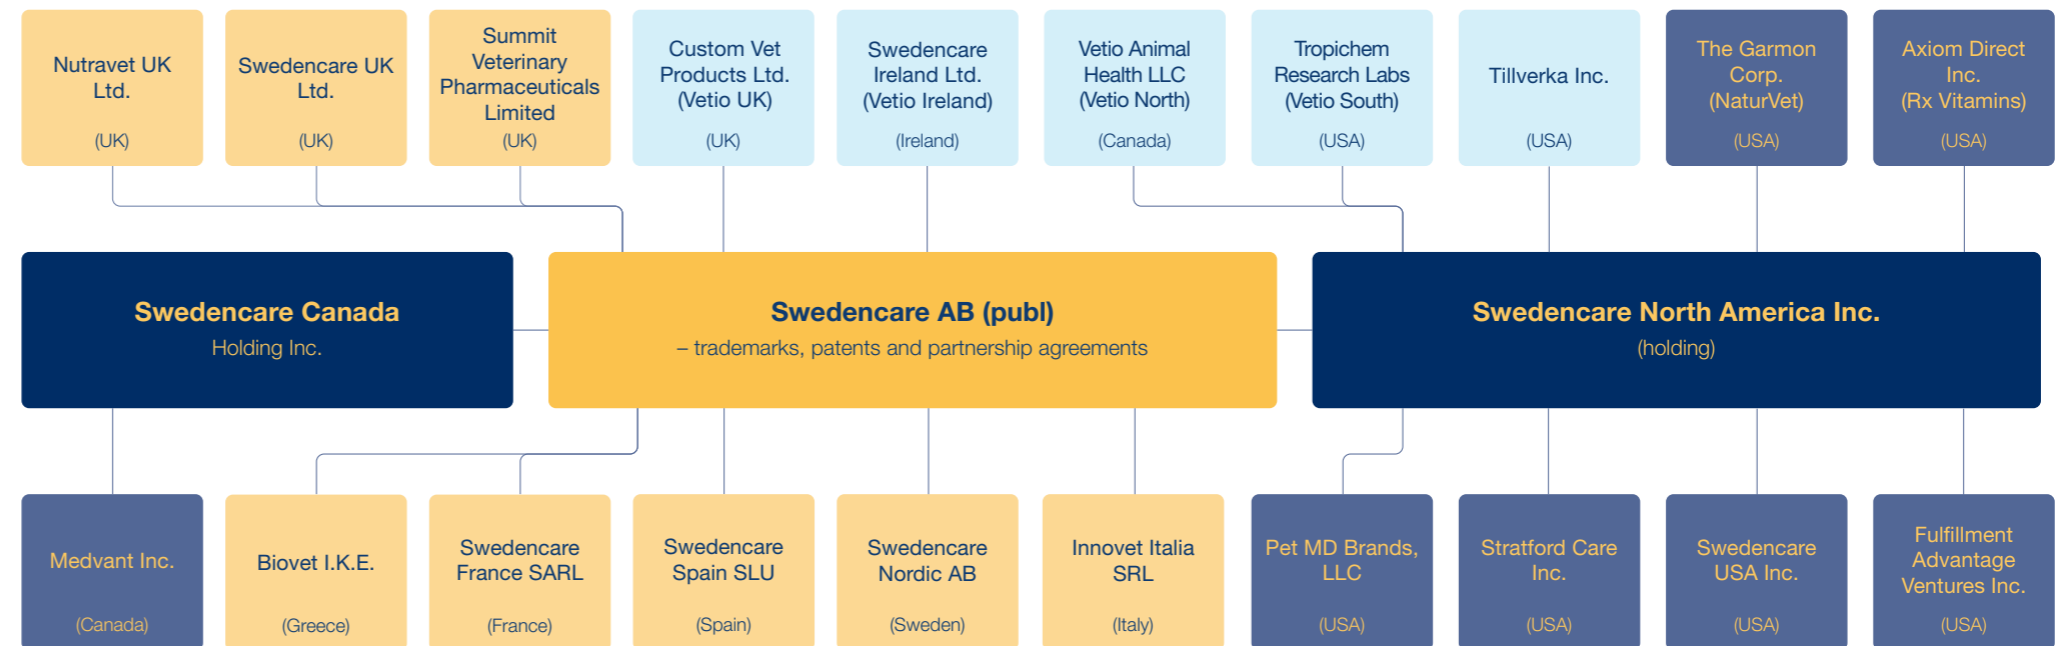 Nutravet UK
Ltd.
(UK)
Swedencare UK
Ltd.
(UK)
Summit
Veterinary
Pharmaceuticals
Limited
(UK)
Custom Vet
Products Ltd.
(Vetio UK)
(UK)
Swedencare
Ireland Ltd.
(Vetio Ireland)
(Ireland)
Vetio Animal
Health LLC
(Vetio North)
(Canada)
Tropichem
Research Labs
(Vetio South)
(USA)
Tillverka Inc.
(USA)
The Garmon
Corp.
(NaturVet)
(USA)
Axiom Direct
Inc.
(Rx Vitamins)
(USA)
Swedencare Canada
Holding Inc.
Swedencare AB (publ)
– trademarks, patents and partnership agreements
Swedencare North America Inc.
(holding)
Medvant Inc.
(Canada)
Biovet I.K.E.
(Greece)
Swedencare
France SARL
(France)
Swedencare
Spain SLU
(Spain)
Swedencare
Nordic AB
(Sweden)
Innovet Italia
SRL
(Italy)
Pet MD Brands,
LLC
(USA)
Stratford Care
Inc.
(USA)
Swedencare
USA Inc.
(USA)
Fulfillment
Advantage
Ventures Inc.
(USA)